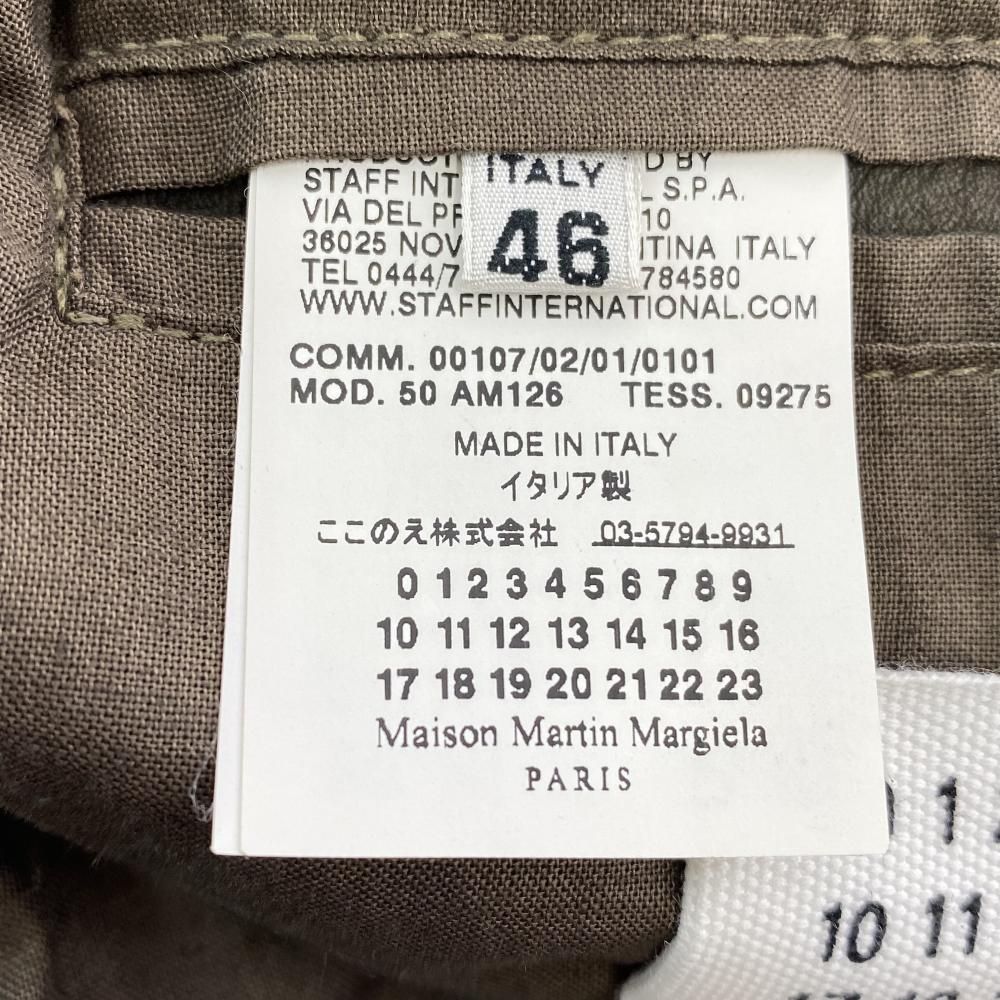 D BY
STAFF INT L S.P.A.
VIA DEL PR 10
36025 NOV NTINA ITALY
TEL 0444/7 784580
WWW.STAFFINTERNATIONAL.COM
ITALY
46
COMM. 00107/02/01/0101
MOD. 50 AM126 TESS. 09275
MADE IN ITALY
イタリア製
ここのえ株式会社 03-5794-9931
0 1 2 3 4 5 6 7 8 9
10 11 12 13 14 15 16
17 18 19 20 21 22 23
Maison Martin Margiela
PARIS
1
10 11